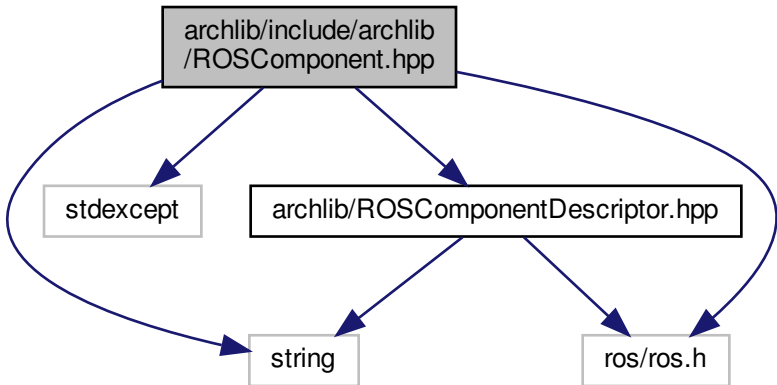 archlib/include/archlib
/ROSComponent.hpp
stdexcept
archlib/ROSComponentDescriptor.hpp
string
ros/ros.h